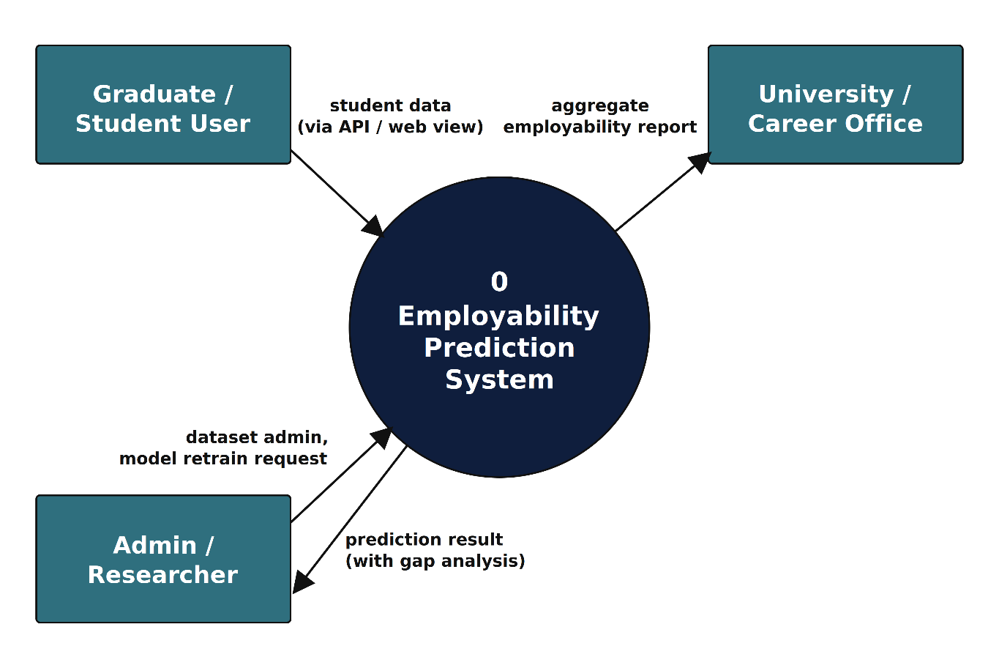 Graduate /
Student User
student data
(via API / web view)
aggregate
employability report
University /
Career Office
0
Employability
Prediction
System
dataset admin,
model retrain request
Admin /
Researcher
prediction result
(with gap analysis)